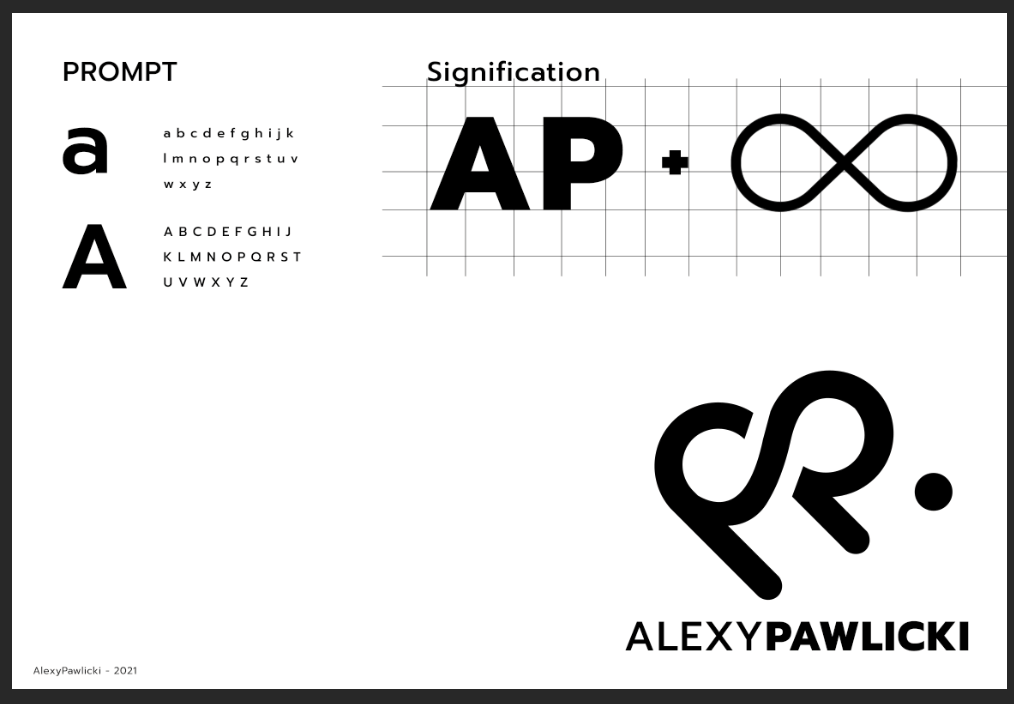 PROMPT
a
a b c d e f g h i j k
l m n o p q r s t u v
w x y z
A
A B C D E F G H I J
K L M N O P Q R S T
U V W X Y Z
Signification
AP + ∞
ALEXYPAWLICKI
AlexyPawlicki - 2021